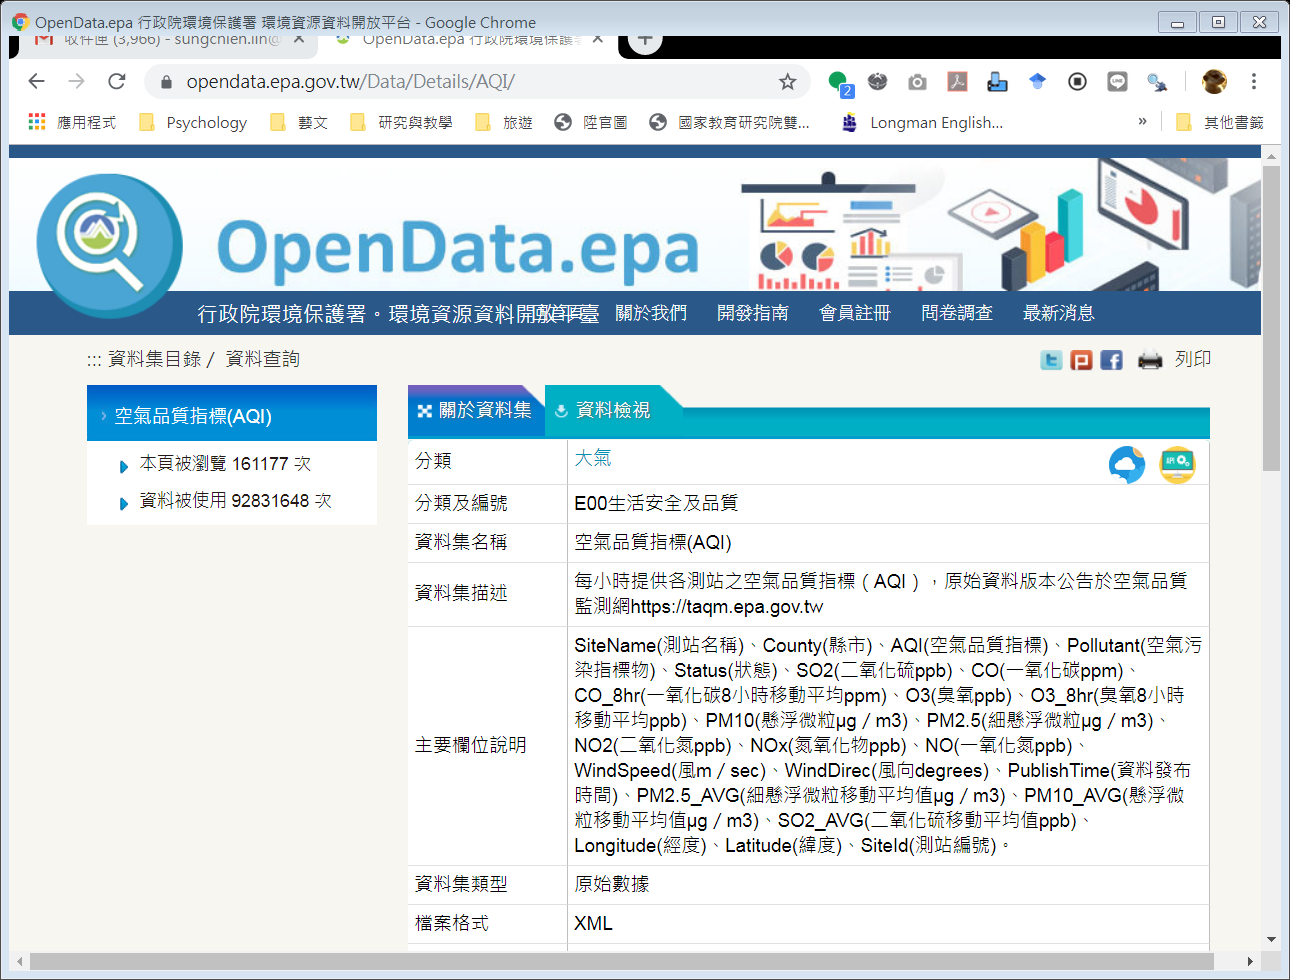 OpenData.epa 行政院環境保護署 環境資源資料開放平台 - Google Chrome
收件匣 (3,966) - sungchien.lin@
OpenData.epa 行政院環境保護署
opendata.epa.gov.tw/Data/Details/AQI/
2
應用程式 Psychology 藝文 研究與教學 旅遊 陞官圖 國家教育研究院雙... Longman English... » 其他書籤
OpenData.epa
行政院環境保護署。環境資源資料開放平臺 回首頁 關於我們 開發指南 會員註冊 問卷調查 最新消息
::: 資料集目錄 / 資料查詢
列印
空氣品質指標(AQI)
本頁被瀏覽 161177 次
資料被使用 92831648 次
關於資料集 資料檢視
分類 大氣
API
分類及編號 E00生活安全及品質
資料集名稱 空氣品質指標(AQI)
資料集描述 每小時提供各測站之空氣品質指標（AQI），原始資料版本公告於空氣品質
監測網https://taqm.epa.gov.tw
主要欄位說明 SiteName(測站名稱)、County(縣市)、AQI(空氣品質指標)、Pollutant(空氣污
染指標物)、Status(狀態)、SO2(二氧化硫ppb)、CO(一氧化碳ppm)、
CO_8hr(一氧化碳8小時移動平均ppm)、O3(臭氧ppb)、O3_8hr(臭氧8小時
移動平均ppb)、PM10(懸浮微粒μg／m3)、PM2.5(細懸浮微粒μg／m3)、
NO2(二氧化氮ppb)、NOx(氮氧化物ppb)、NO(一氧化氮ppb)、
WindSpeed(風m／sec)、WindDirec(風向degrees)、PublishTime(資料發布
時間)、PM2.5_AVG(細懸浮微粒移動平均值μg／m3)、PM10_AVG(懸浮微
粒移動平均值μg／m3)、SO2_AVG(二氧化硫移動平均值ppb)、
Longitude(經度)、Latitude(緯度)、SiteId(測站編號)。
資料集類型 原始數據
檔案格式 XML